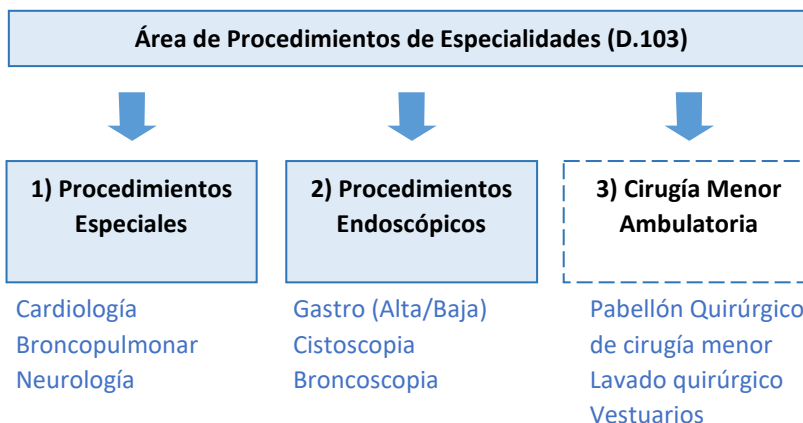 Área de Procedimientos de Especialidades (D.103)
1) Procedimientos
Especiales
2) Procedimientos
Endoscópicos
3) Cirugía Menor
Ambulatoria
Cardiología
Broncopulmonar
Neurología
Gastro (Alta/Baja)
Cistoscopia
Broncoscopia
Pabellón Quirúrgico
de cirugía menor
Lavado quirúrgico
Vestuarios